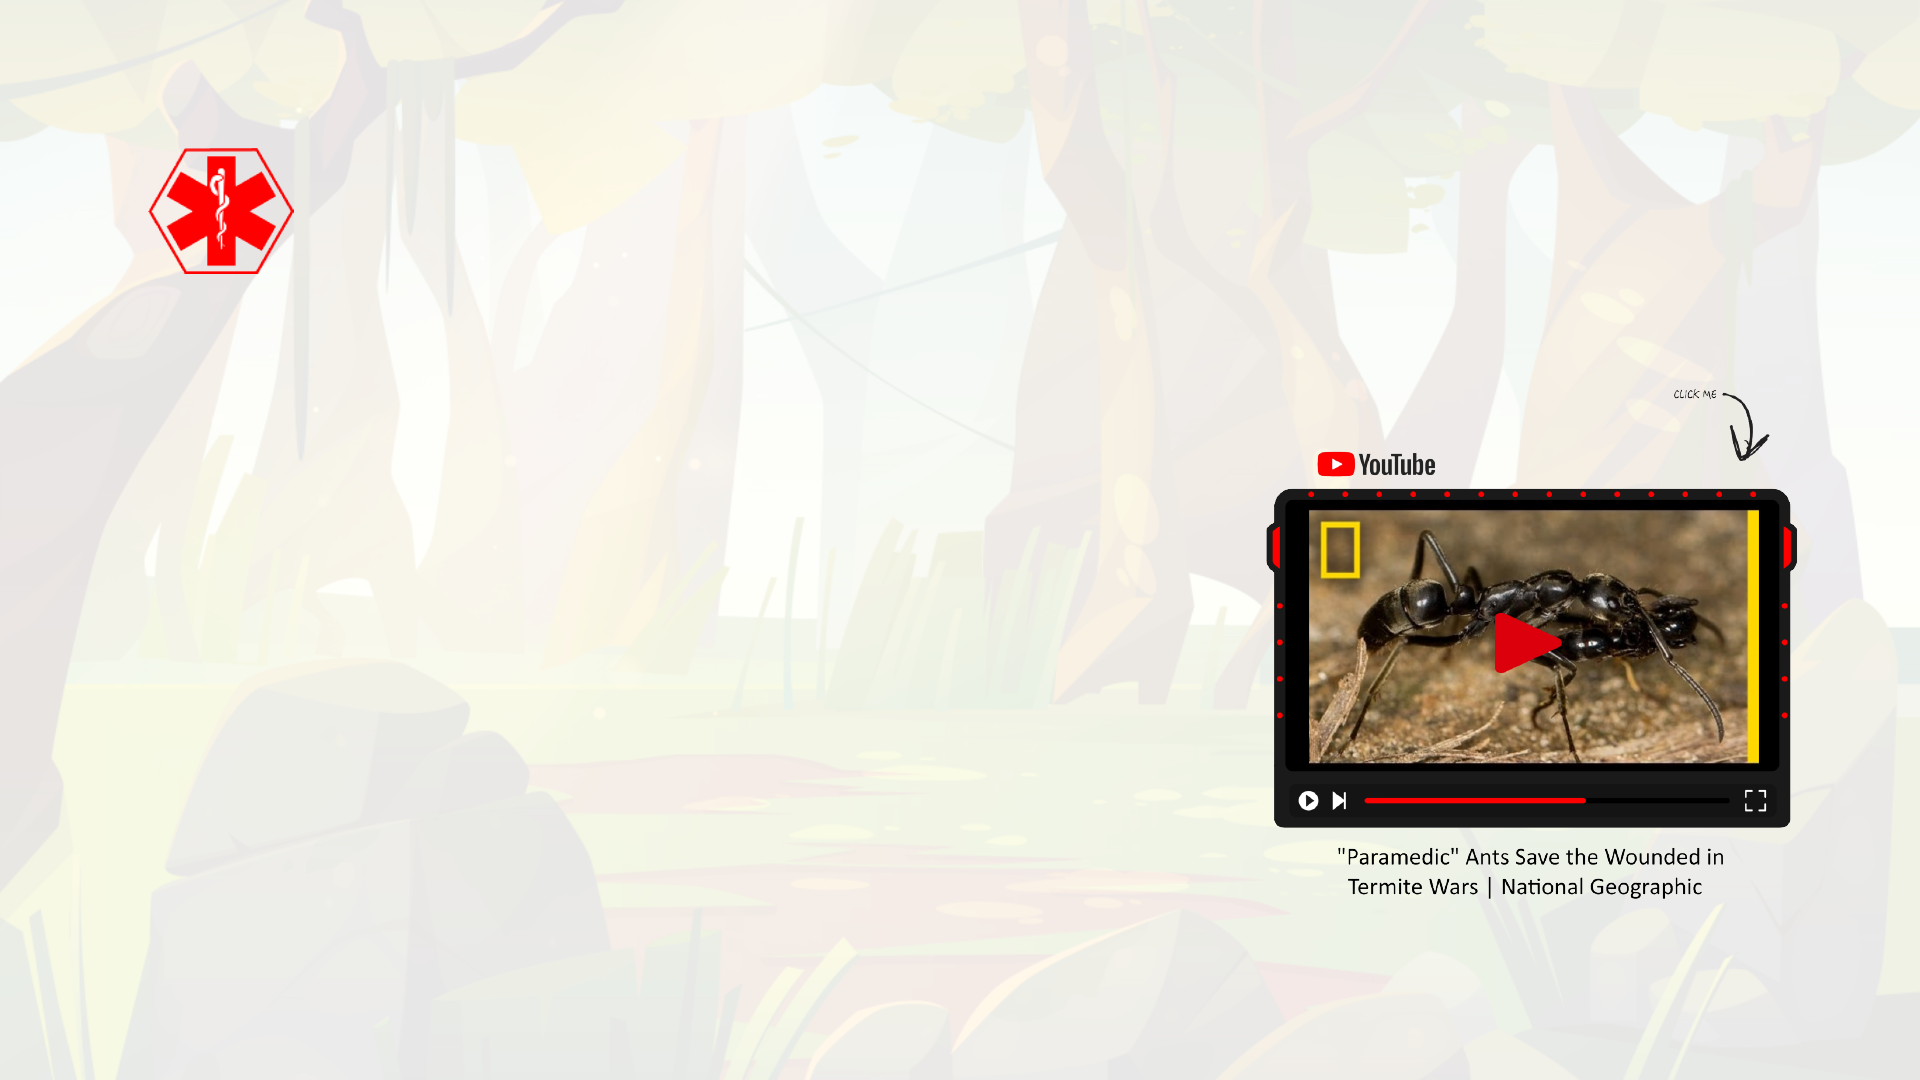 CLICK ME
YouTube
"Paramedic" Ants Save the Wounded in
Termite Wars | National Geographic